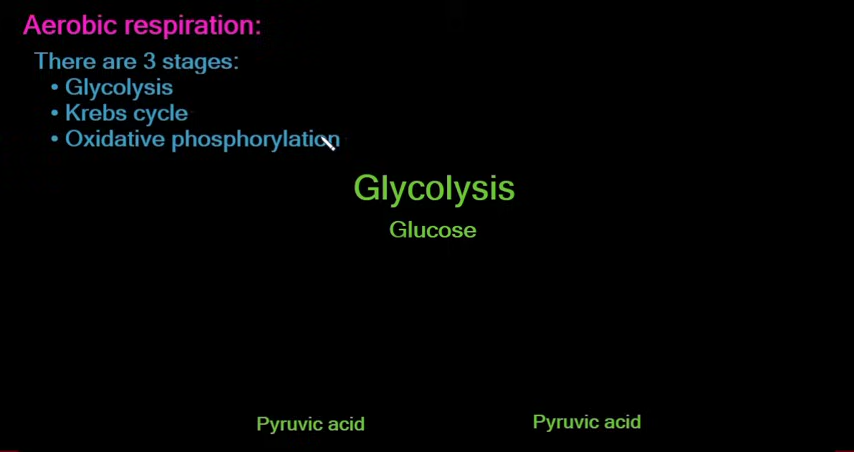 Aerobic respiration:
There are 3 stages:
• Glycolysis
• Krebs cycle
• Oxidative phosphorylation
Glycolysis
Glucose
Pyruvic acid Pyruvic acid